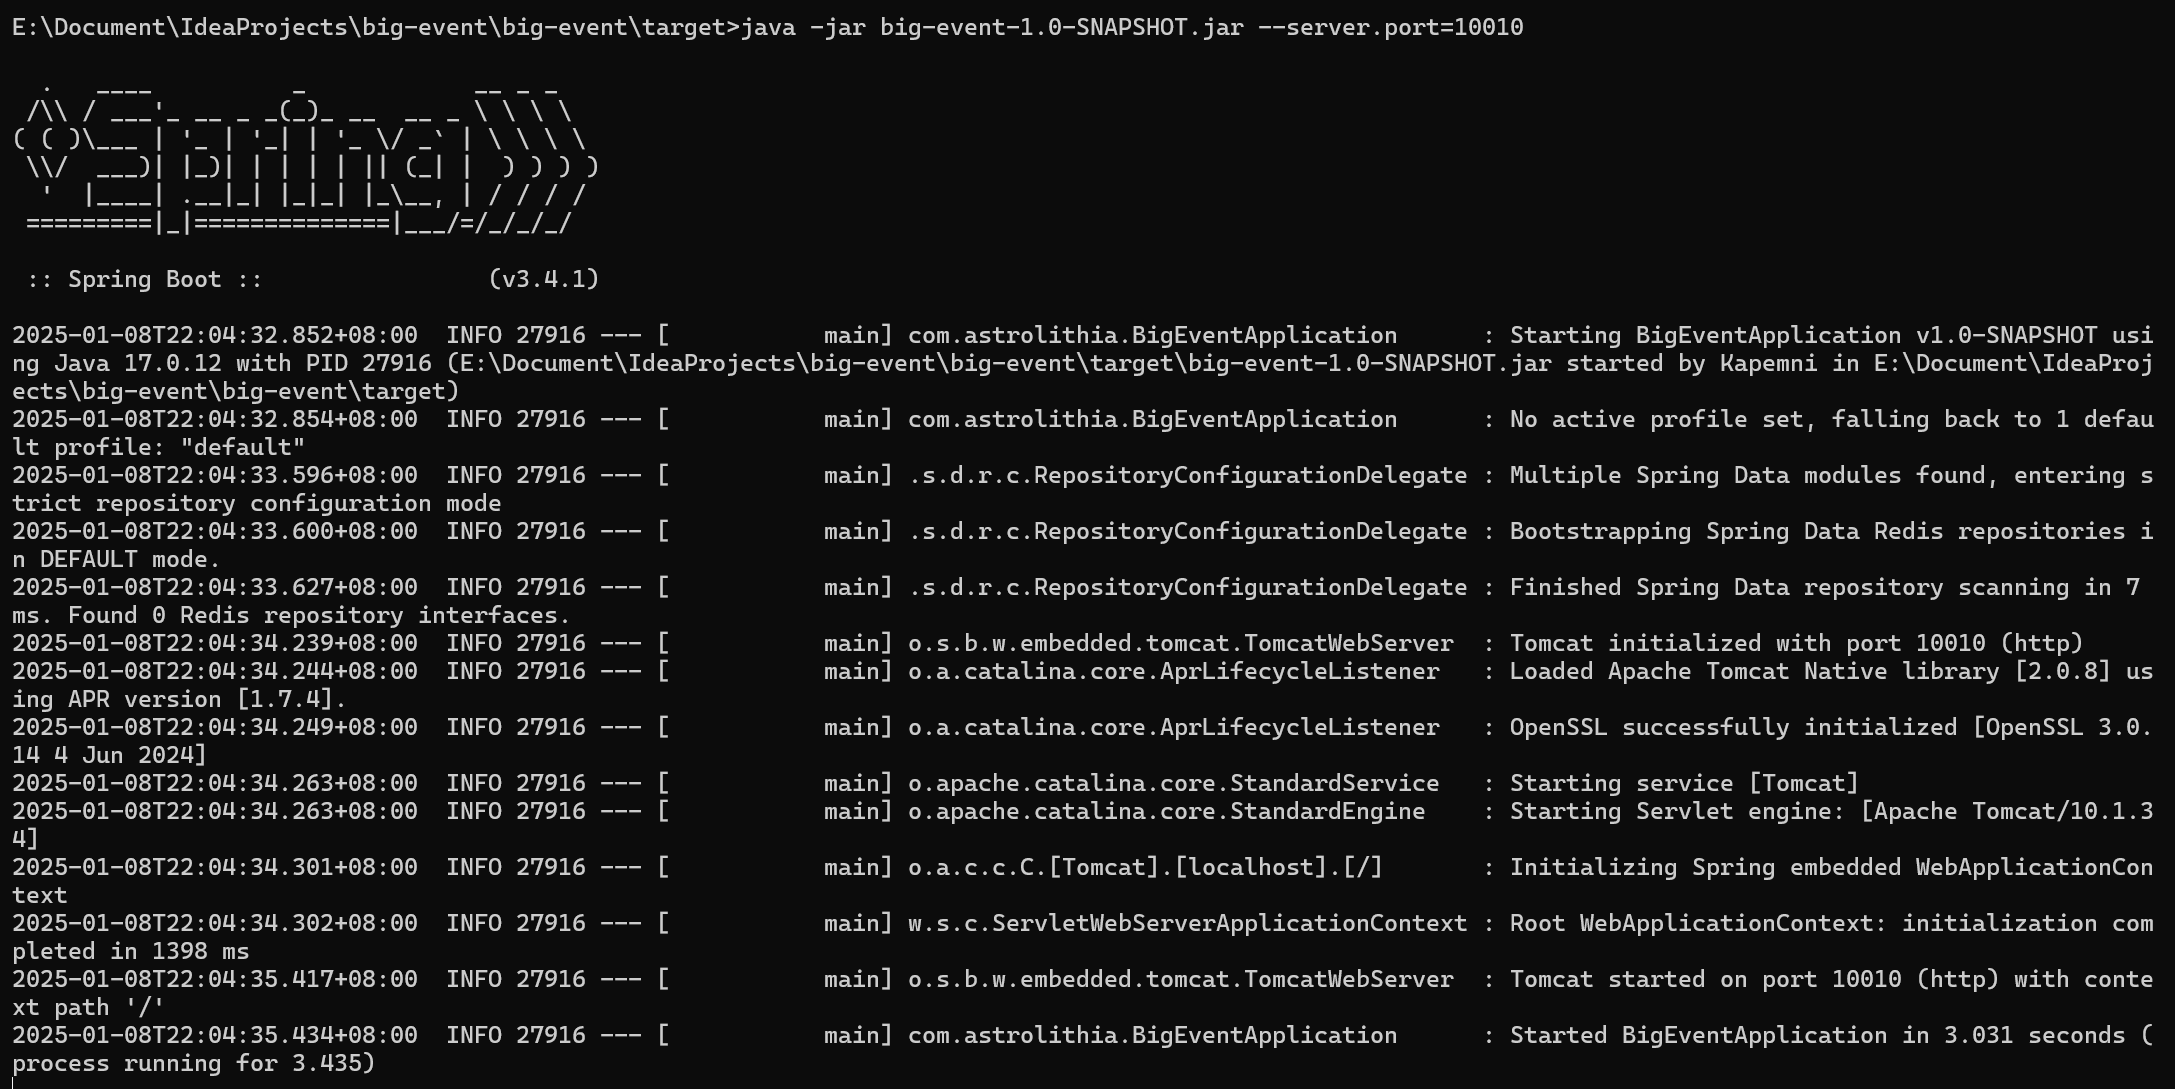 E:\Document\IdeaProjects\big-event\big-event\target>java -jar big-event-1.0-SNAPSHOT.jar --server.port=10010

  .   ____          _            __ _ _
 /\\ / ___'_ __ _ _(_)_ __  __ _ \ \ \ \
( ( )\___ | '_ | '_| | '_ \/ _` | \ \ \ \
 \\/  ___)| |_)| | | | | || (_| |  ) ) ) )
  '  |____| .__|_| |_|_| |_\__, | / / / /
 =========|_|==============|___/=/_/_/_/

 :: Spring Boot ::                (v3.4.1)

2025-01-08T22:04:32.852+08:00  INFO 27916 --- [           main] com.astrolithia.BigEventApplication      : Starting BigEventApplication v1.0-SNAPSHOT usi
ng Java 17.0.12 with PID 27916 (E:\Document\IdeaProjects\big-event\big-event\target\big-event-1.0-SNAPSHOT.jar started by Kapemni in E:\Document\IdeaProj
ects\big-event\big-event\target)
2025-01-08T22:04:32.854+08:00  INFO 27916 --- [           main] com.astrolithia.BigEventApplication      : No active profile set, falling back to 1 defau
lt profile: "default"
2025-01-08T22:04:33.596+08:00  INFO 27916 --- [           main] .s.d.r.c.RepositoryConfigurationDelegate : Multiple Spring Data modules found, entering s
trict repository configuration mode
2025-01-08T22:04:33.600+08:00  INFO 27916 --- [           main] .s.d.r.c.RepositoryConfigurationDelegate : Bootstrapping Spring Data Redis repositories i
n DEFAULT mode.
2025-01-08T22:04:33.627+08:00  INFO 27916 --- [           main] .s.d.r.c.RepositoryConfigurationDelegate : Finished Spring Data repository scanning in 7
ms. Found 0 Redis repository interfaces.
2025-01-08T22:04:34.239+08:00  INFO 27916 --- [           main] o.s.b.w.embedded.tomcat.TomcatWebServer  : Tomcat initialized with port 10010 (http)
2025-01-08T22:04:34.244+08:00  INFO 27916 --- [           main] o.a.catalina.core.AprLifecycleListener   : Loaded Apache Tomcat Native library [2.0.8] us
ing APR version [1.7.4].
2025-01-08T22:04:34.249+08:00  INFO 27916 --- [           main] o.a.catalina.core.AprLifecycleListener   : OpenSSL successfully initialized [OpenSSL 3.0.
14 4 Jun 2024]
2025-01-08T22:04:34.263+08:00  INFO 27916 --- [           main] o.apache.catalina.core.StandardService   : Starting service [Tomcat]
2025-01-08T22:04:34.263+08:00  INFO 27916 --- [           main] o.apache.catalina.core.StandardEngine    : Starting Servlet engine: [Apache Tomcat/10.1.3
4]
2025-01-08T22:04:34.301+08:00  INFO 27916 --- [           main] o.a.c.c.C.[Tomcat].[localhost].[/]       : Initializing Spring embedded WebApplicationCon
text
2025-01-08T22:04:34.302+08:00  INFO 27916 --- [           main] w.s.c.ServletWebServerApplicationContext : Root WebApplicationContext: initialization com
pleted in 1398 ms
2025-01-08T22:04:35.417+08:00  INFO 27916 --- [           main] o.s.b.w.embedded.tomcat.TomcatWebServer  : Tomcat started on port 10010 (http) with conte
xt path '/'
2025-01-08T22:04:35.434+08:00  INFO 27916 --- [           main] com.astrolithia.BigEventApplication      : Started BigEventApplication in 3.031 seconds (
process running for 3.435)